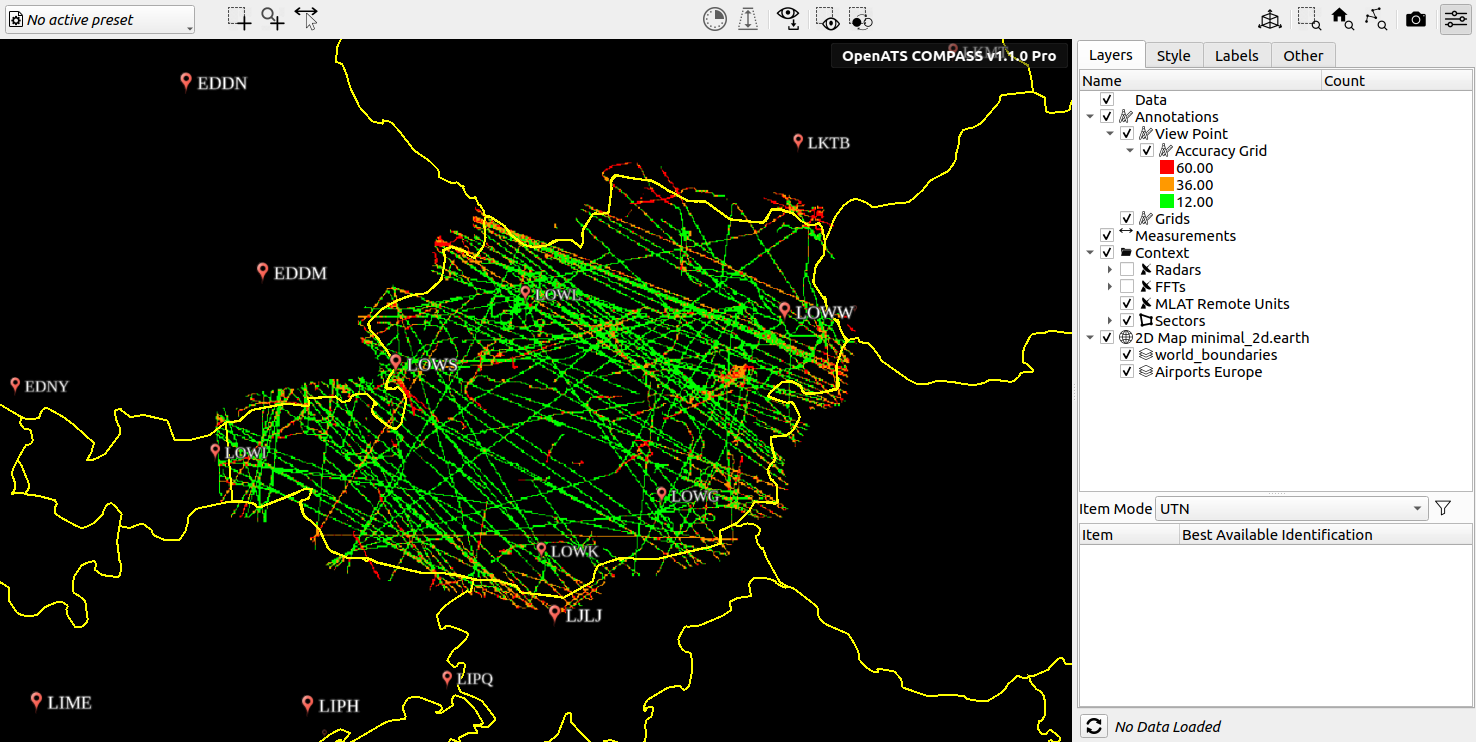 No active preset
OpenATS COMPASS v1.1.0 Pro
LKMT
EDDN
LKTB
EDDM
LOWL
LOWW
LOWS
EDNY
LOWI
LOWG
LOWK
LJLJ
LIPQ
LIME
LIPH
Layers Style Labels Other
Name Count
Data
Annotations
View Point
Accuracy Grid
60.00
36.00
12.00
Grids
Measurements
Context
Radars
FFTs
MLAT Remote Units
Sectors
2D Map minimal_2d.earth
world_boundaries
Airports Europe
Item Mode UTN
Item Best Available Identification
No Data Loaded